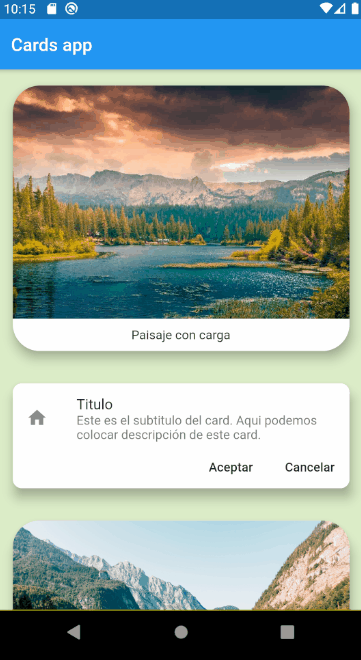 10:15
Cards app
Paisaje con carga
Titulo
Este es el subtitulo del card. Aqui podemos
colocar descripción de este card.
Aceptar Cancelar